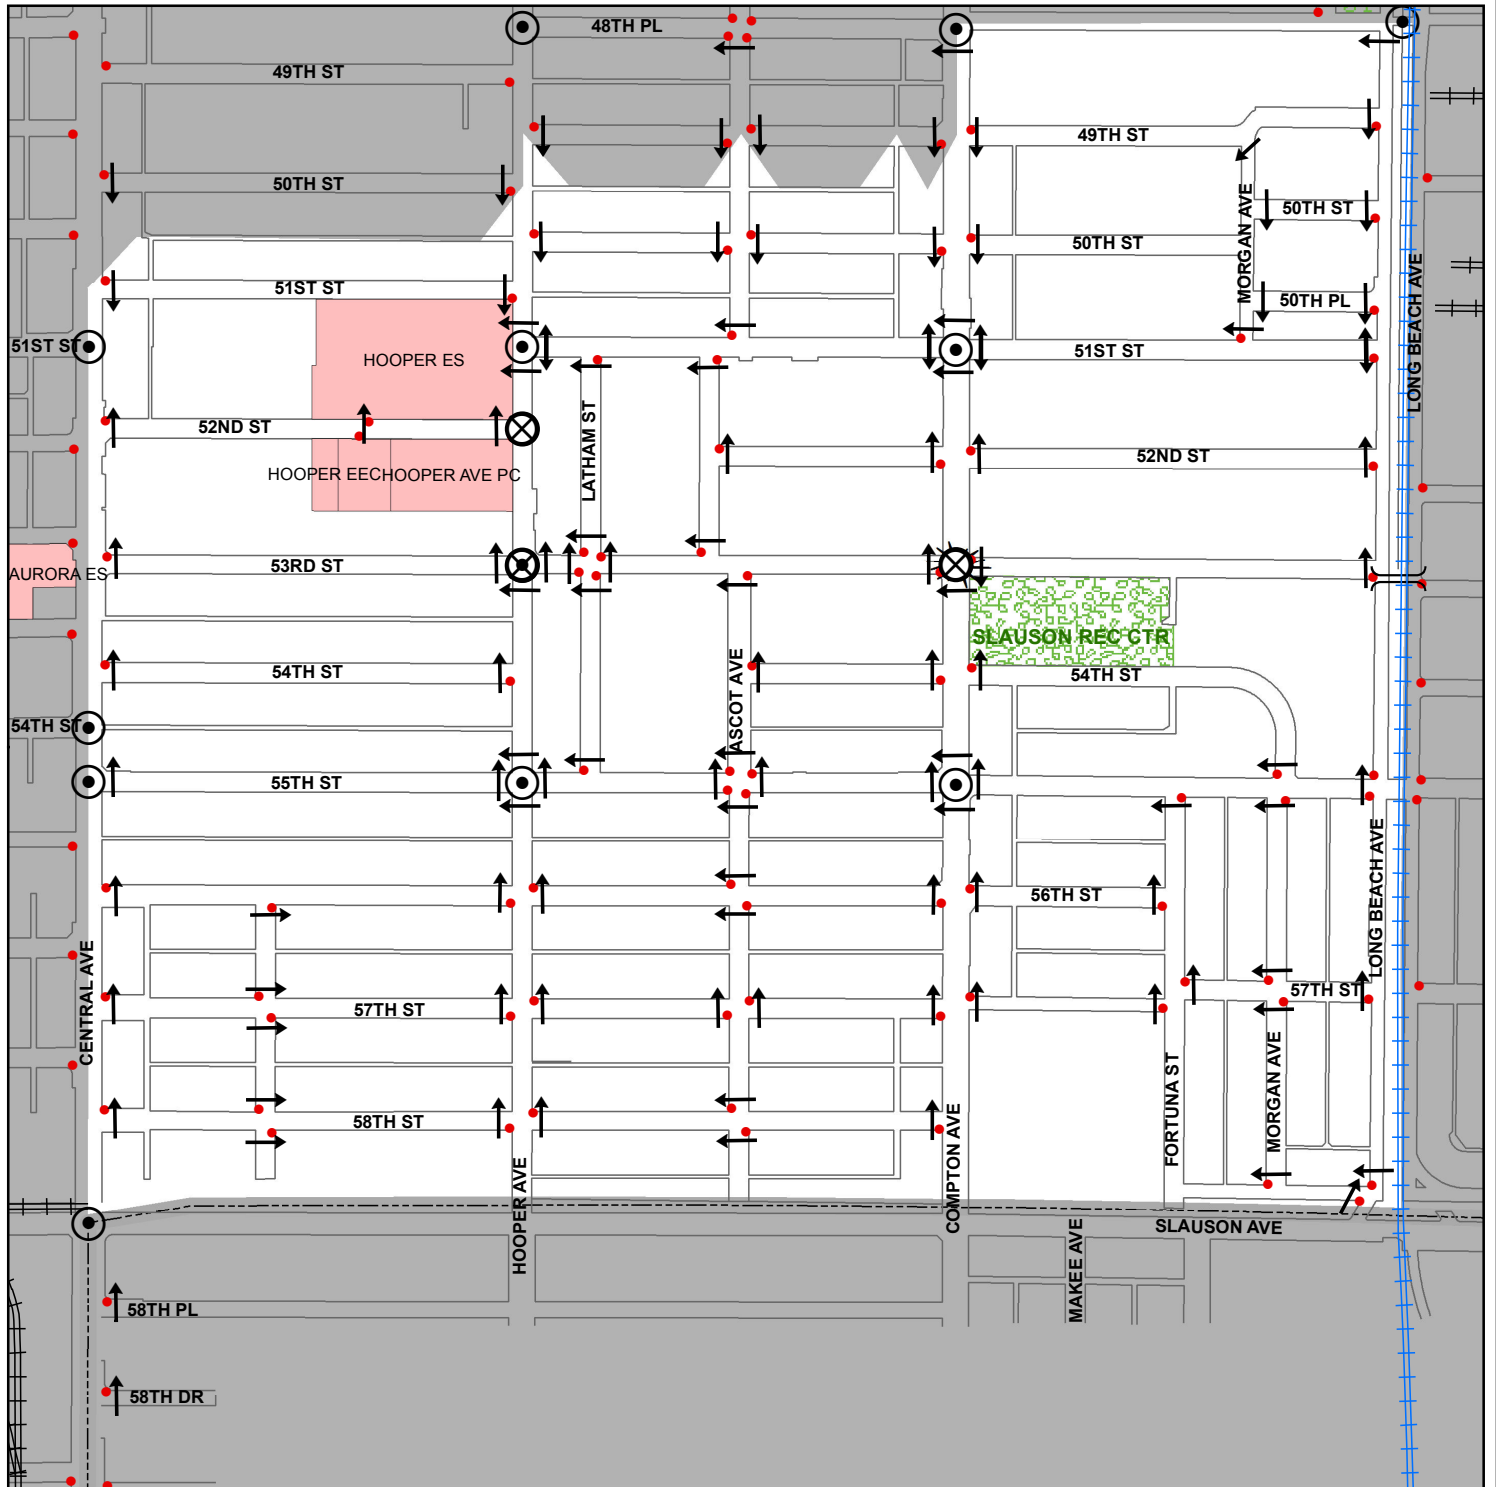 48TH PL
49TH ST
49TH ST
50TH ST
50TH ST
50TH ST
MORGAN AVE
51ST ST
50TH PL
LONG BEACH AVE
51ST ST
HOOPER ES
51ST ST
52ND ST
LATHAM ST
52ND ST
HOOPER EEC
HOOPER AVE PC
53RD ST
AURORA ES
SLAUSON REC CTR
54TH ST
54TH ST
ASCOT AVE
54TH ST
55TH ST
LONG BEACH AVE
56TH ST
CENTRAL AVE
57TH ST
57TH ST
58TH ST
FORTUNA ST
MORGAN AVE
HOOPER AVE
COMPTON AVE
SLAUSON AVE
MAKEE AVE
58TH PL
58TH DR